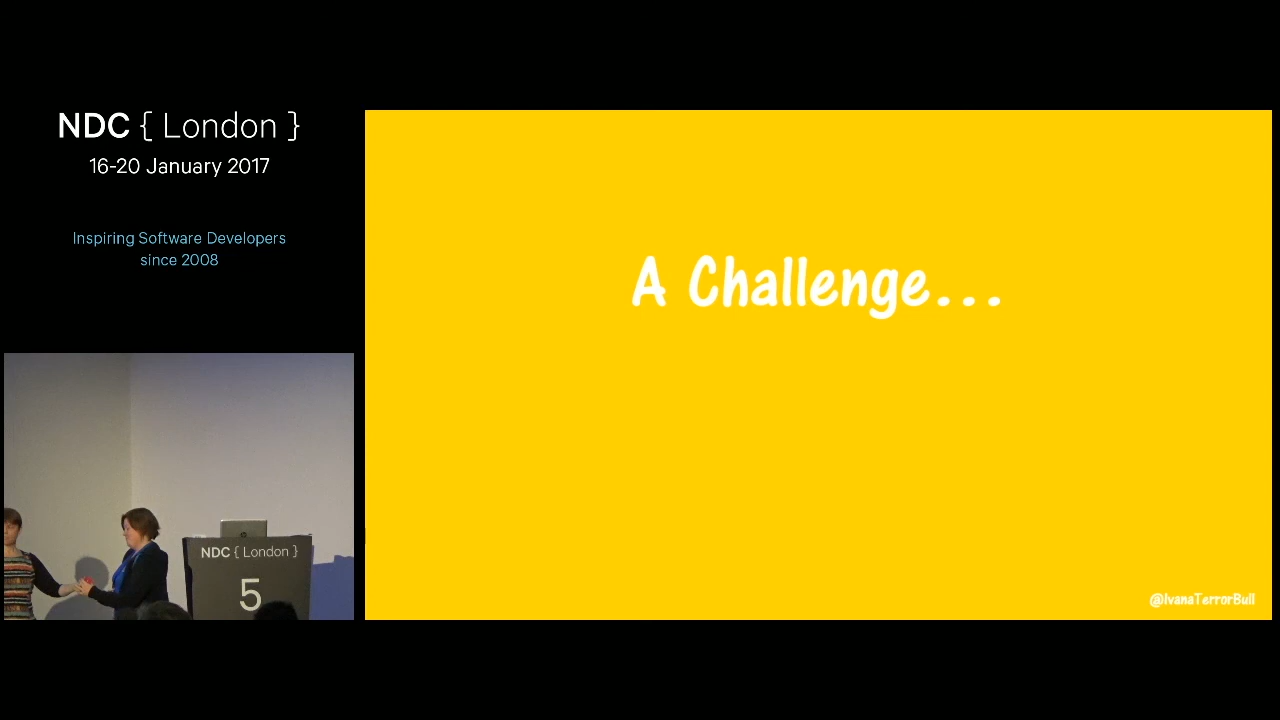 NDC { London }
16-20 January 2017
Inspiring Software Developers
since 2008
A Challenge...
NDC { London }
5
@IvanaTerrorBull